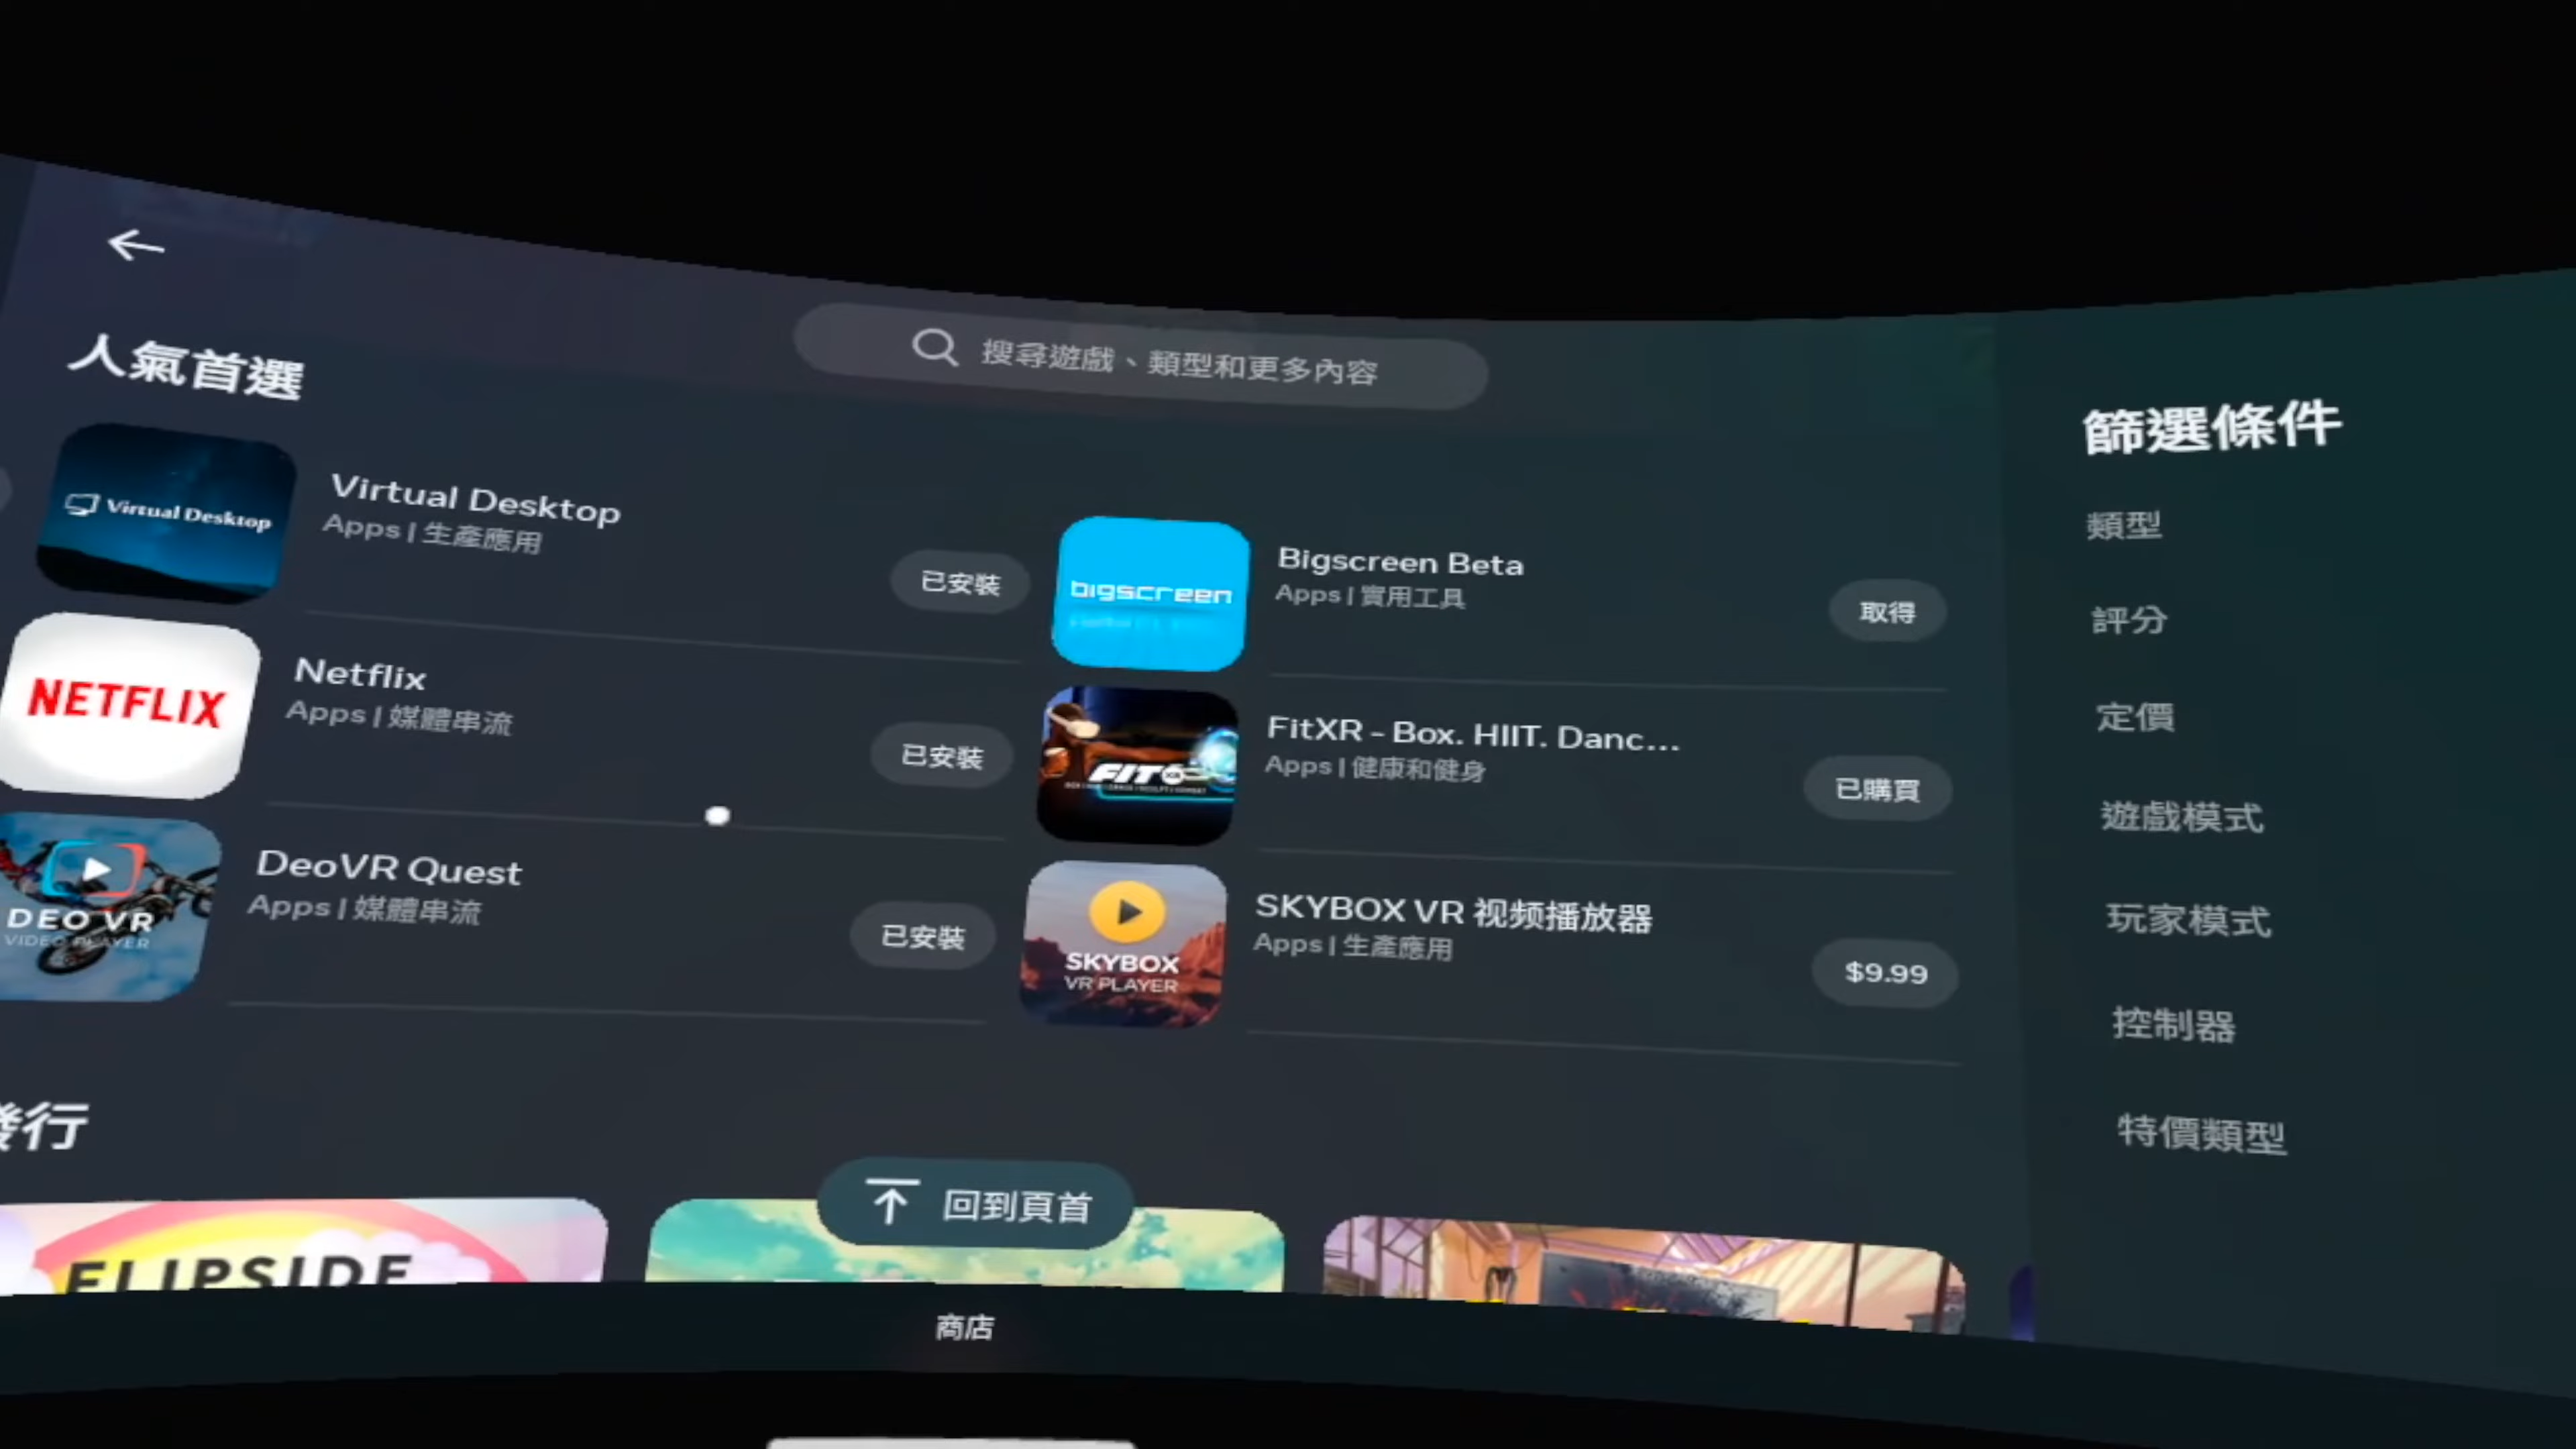 搜尋遊戲、類型和更多內容
人氣首選
Virtual Desktop
Virtual Desktop
Apps | 生產應用
已安裝
NETFLIX
Netflix
Apps | 媒體串流
已安裝
DEO VR
VIDEO PLAYER
DeoVR Quest
Apps | 媒體串流
已安裝
bigscreen
Bigscreen Beta
Apps | 實用工具
取得
FIT
FitXR - Box. HIIT. Danc...
Apps | 健康和健身
已購買
SKYBOX
VR PLAYER
SKYBOX VR 视频播放器
Apps | 生產應用
$9.99
篩選條件
類型
評分
定價
遊戲模式
玩家模式
控制器
特價類型
發行
回到頁首
FLIPSIDE
商店